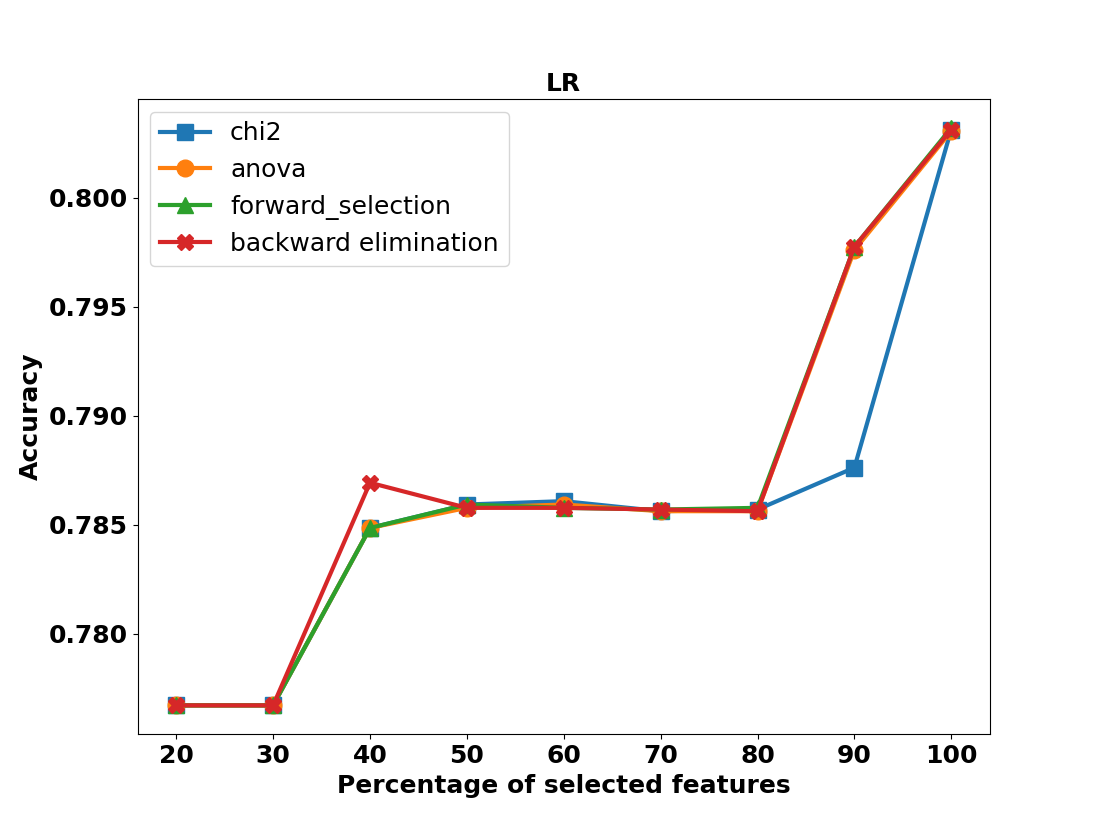 LR
chi2
anova
forward_selection
backward elimination
0.800
0.795
0.790
0.785
0.780
Accuracy
20 30 40 50 60 70 80 90 100
Percentage of selected features